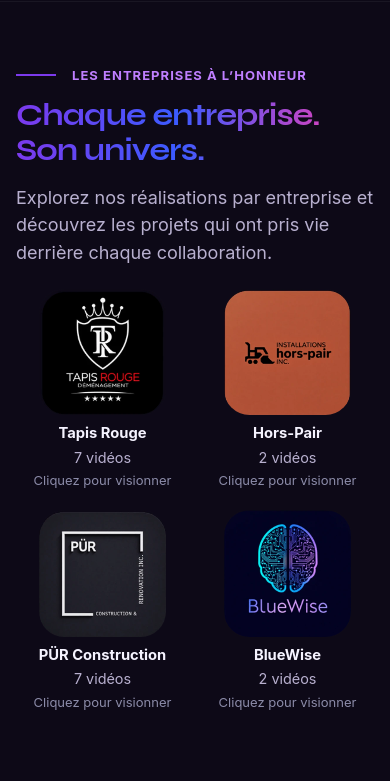 LES ENTREPRISES À L’HONNEUR
Chaque entreprise.
Son univers.
Explorez nos réalisations par entreprise et
découvrez les projets qui ont pris vie
derrière chaque collaboration.
TR
TAPIS ROUGE
DÉMÉNAGEMENT
Tapis Rouge
7 vidéos
Cliquez pour visionner
INSTALLATIONS
hors-pair
INC.
Hors-Pair
2 vidéos
Cliquez pour visionner
PÜR
RENOVATION INC.
CONSTRUCTION &
PÜR Construction
7 vidéos
Cliquez pour visionner
BLueWise
BlueWise
2 vidéos
Cliquez pour visionner